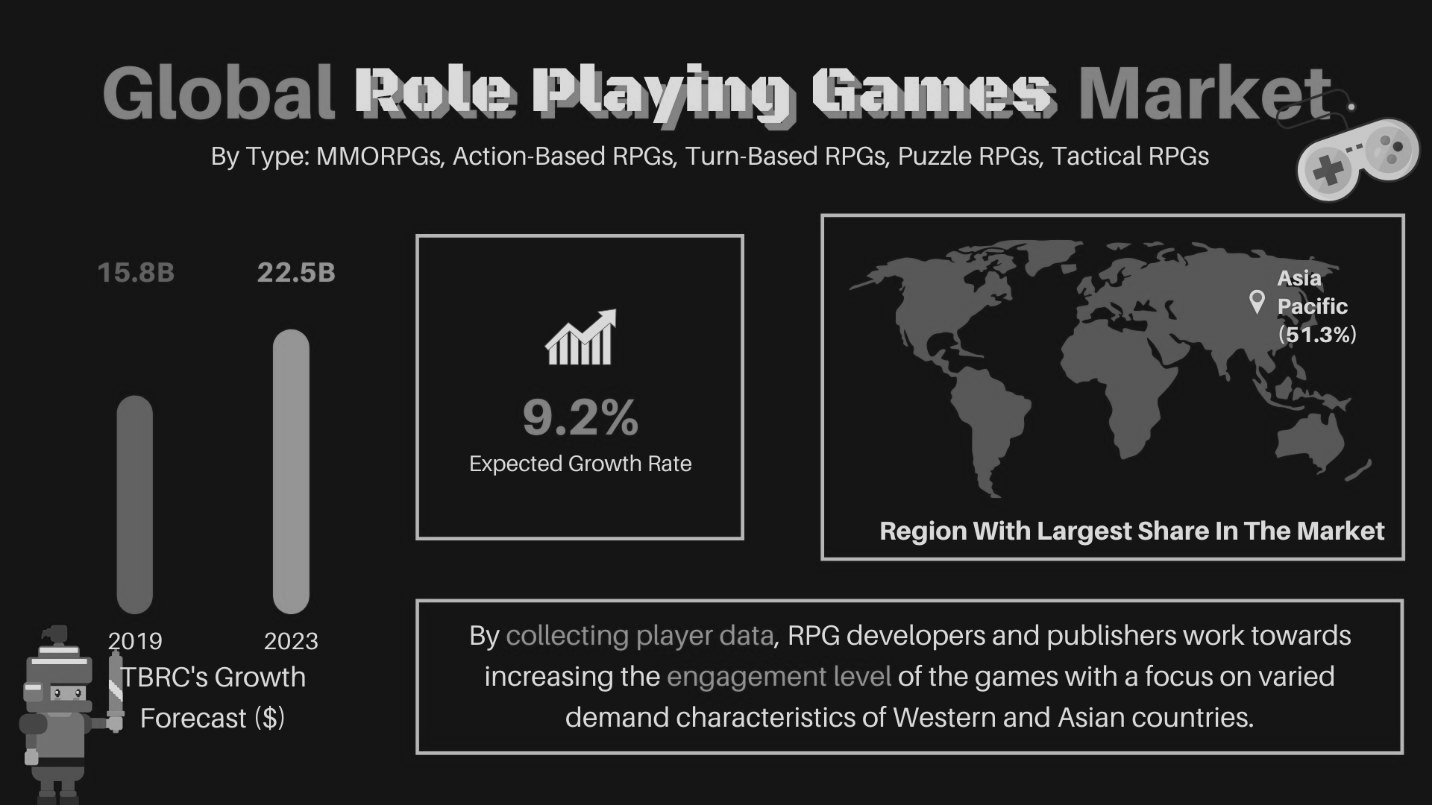 Global Role Playing Games Market
By Type: MMORPGs, Action-Based RPGs, Turn-Based RPGs, Puzzle RPGs, Tactical RPGs
15.8B
22.5B
2019
2023
TBRC's Growth
Forecast ($)
9.2%
Expected Growth Rate
Asia
Pacific
(51.3%)
Region With Largest Share In The Market
By collecting player data, RPG developers and publishers work towards
increasing the engagement level of the games with a focus on varied
demand characteristics of Western and Asian countries.